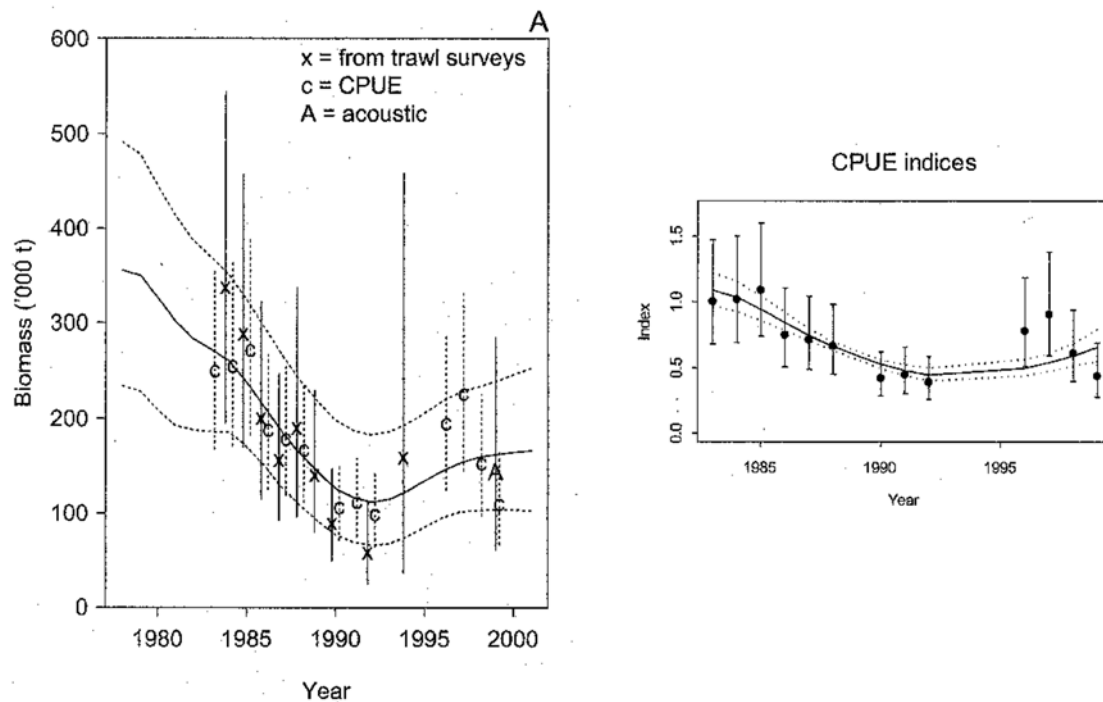 A
x = from trawl surveys
c = CPUE
A = acoustic
600
500
400
300
200
100
0
Biomass ('000 t)
1980 1985 1990 1995 2000
Year
x x x x x x x x x x
c c c c c c c c c c c c c
A
CPUE indices
1.5
1.0
0.5
0.0
Index
1985 1990 1995
Year